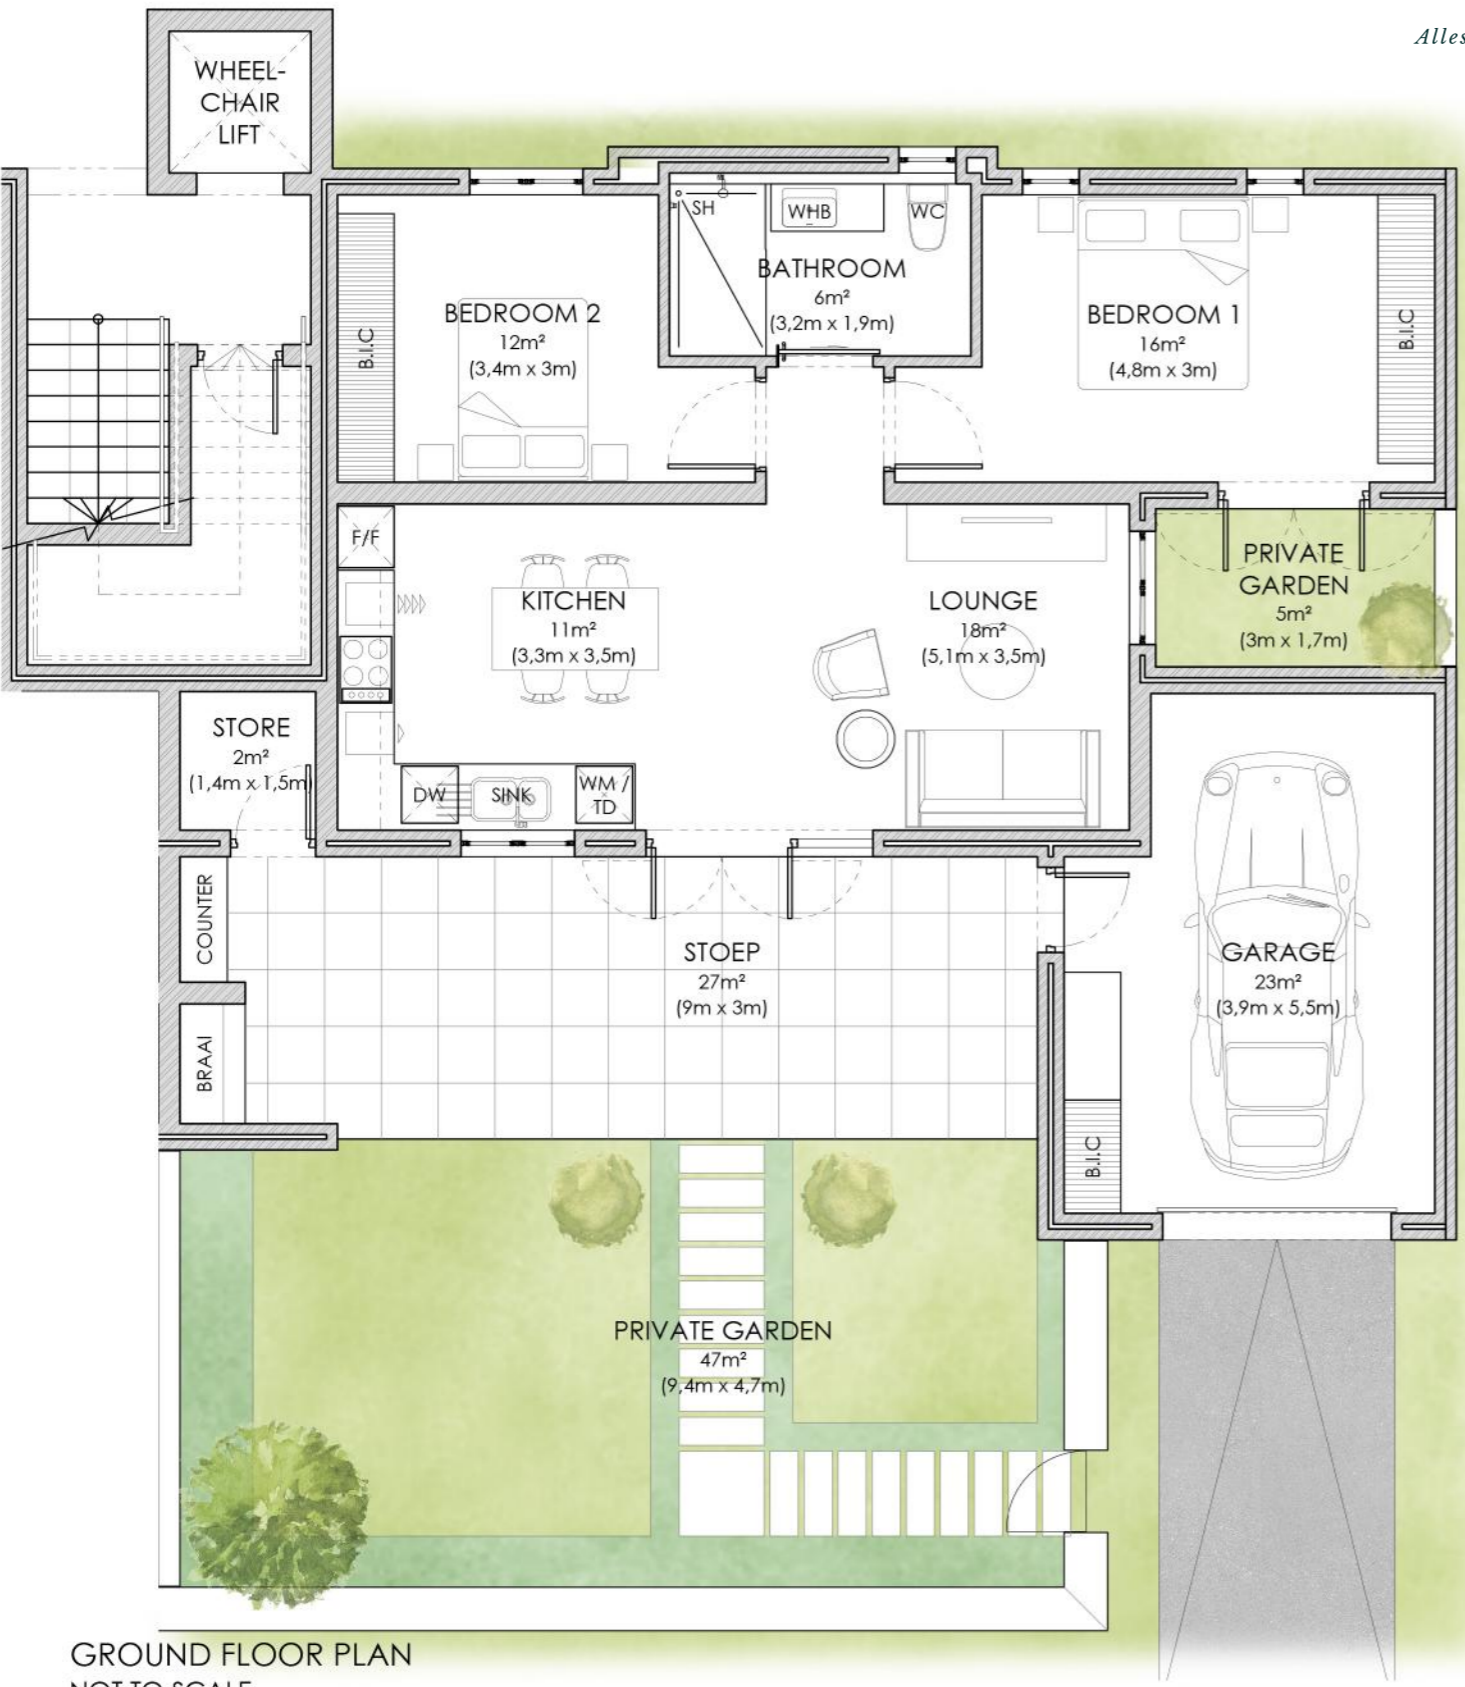 Alles
WHEEL-
CHAIR
LIFT
SH
WHB
WC
BATHROOM
6m²
(3,2m x 1,9m)
BEDROOM 2
12m²
(3,4m x 3m)
B.I.C
BEDROOM 1
16m²
(4,8m x 3m)
B.I.C
F/F
KITCHEN
11m²
(3,3m x 3,5m)
LOUNGE
18m²
(5,1m x 3,5m)
PRIVATE
GARDEN
5m²
(3m x 1,7m)
STORE
2m²
(1,4m x 1,5m)
DW
SINK
WM /
TD
COUNTER
STOEP
27m²
(9m x 3m)
GARAGE
23m²
(3,9m x 5,5m)
BRAAI
B.I.C
PRIVATE GARDEN
47m²
(9,4m x 4,7m)
GROUND FLOOR PLAN
NOT TO SCALE